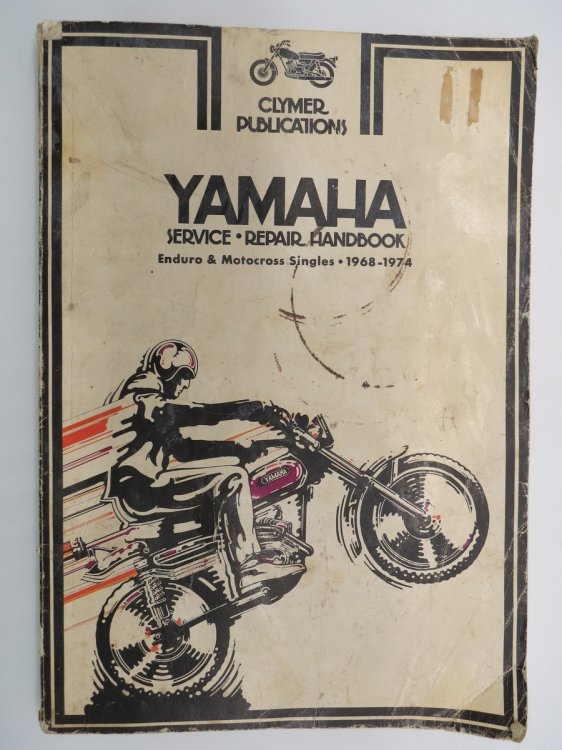 CLYMER
PUBLICATIONS
YAMAHA
SERVICE • REPAIR HANDBOOK
Enduro & Motocross Singles • 1968-1974
YAMAHA